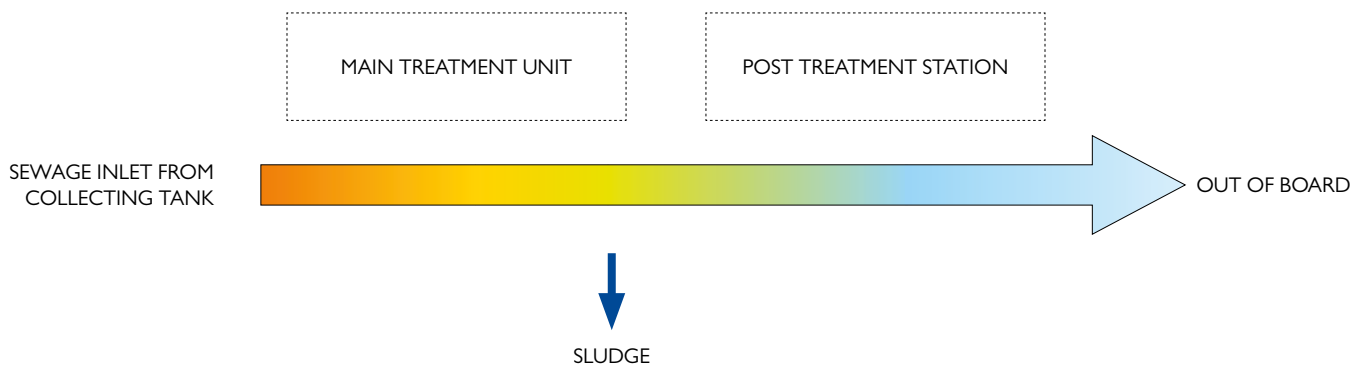 MAIN TREATMENT UNIT
POST TREATMENT STATION
SEWAGE INLET FROM
COLLECTING TANK
OUT OF BOARD
SLUDGE